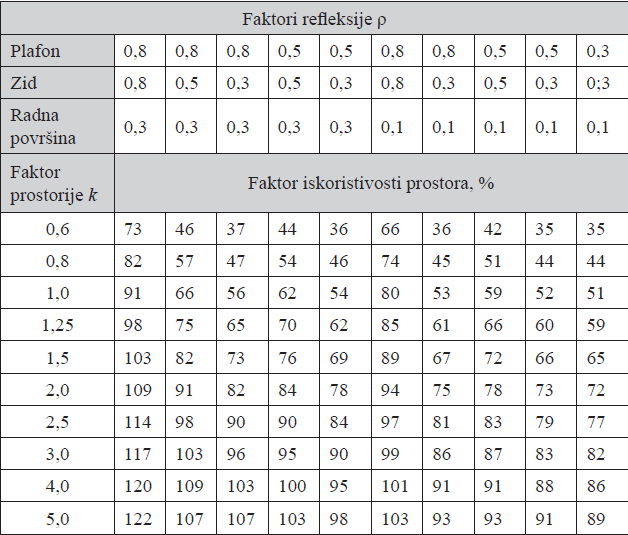 Faktori refleksije ρ
Plafon 0,8 0,8 0,8 0,5 0,5 0,8 0,8 0,5 0,5 0,3
Zid 0,8 0,5 0,3 0,5 0,3 0,8 0,3 0,5 0,3 0;3
Radna
površina 0,3 0,3 0,3 0,3 0,3 0,1 0,1 0,1 0,1 0,1
Faktor
prostorije k Faktor iskoristivosti prostora, %
0,6 73 46 37 44 36 66 36 42 35 35
0,8 82 57 47 54 46 74 45 51 44 44
1,0 91 66 56 62 54 80 53 59 52 51
1,25 98 75 65 70 62 85 61 66 60 59
1,5 103 82 73 76 69 89 67 72 66 65
2,0 109 91 82 84 78 94 75 78 73 72
2,5 114 98 90 90 84 97 81 83 79 77
3,0 117 103 96 95 90 99 86 87 83 82
4,0 120 109 103 100 95 101 91 91 88 86
5,0 122 107 107 103 98 103 93 93 91 89